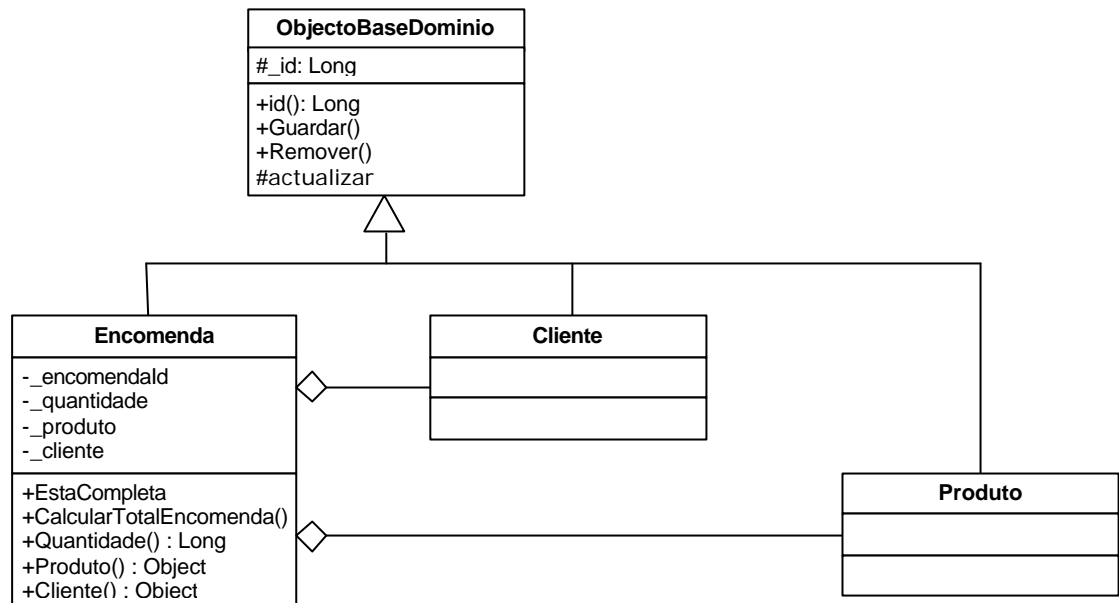 ObjectoBaseDominio
#_id: Long
+id(): Long
+Guardar()
+Remover()
#actualizar
Encomenda
-_encomendaId
-_quantidade
-_produto
-_cliente
+EstaCompleta
+CalcularTotalEncomenda()
+Quantidade() : Long
+Produto() : Object
+Cliente() : Object
Cliente
Produto